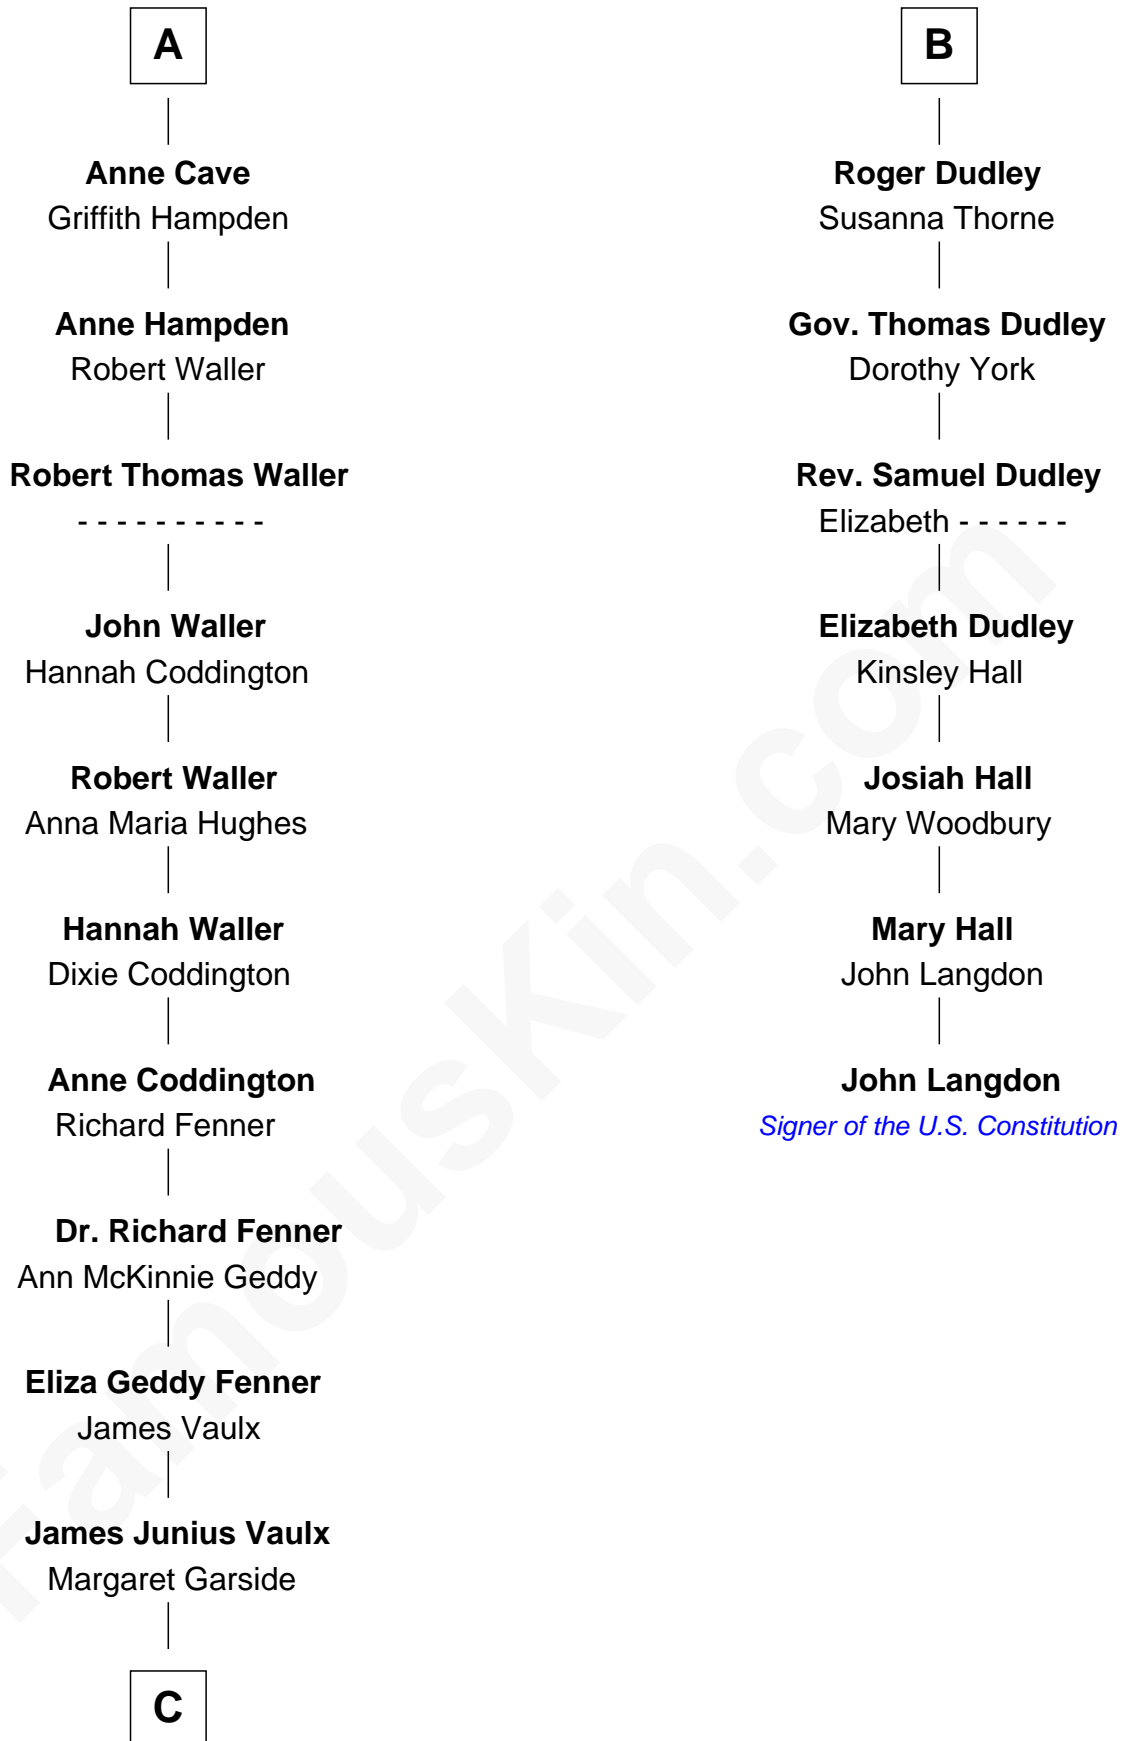 A
Anne Cave
Griffith Hampden
Anne Hampden
Robert Waller
Robert Thomas Waller
- - - - - - - - - -
John Waller
Hannah Coddington
Robert Waller
Anna Maria Hughes
Hannah Waller
Dixie Coddington
Anne Coddington
Richard Fenner
Dr. Richard Fenner
Ann McKinnie Geddy
Eliza Geddy Fenner
James Vaulx
James Junius Vaulx
Margaret Garside
C
B
Roger Dudley
Susanna Thorne
Gov. Thomas Dudley
Dorothy York
Rev. Samuel Dudley
Elizabeth - - - - - -
Elizabeth Dudley
Kinsley Hall
Josiah Hall
Mary Woodbury
Mary Hall
John Langdon
John Langdon
Signer of the U.S. Constitution
FamousKin.com